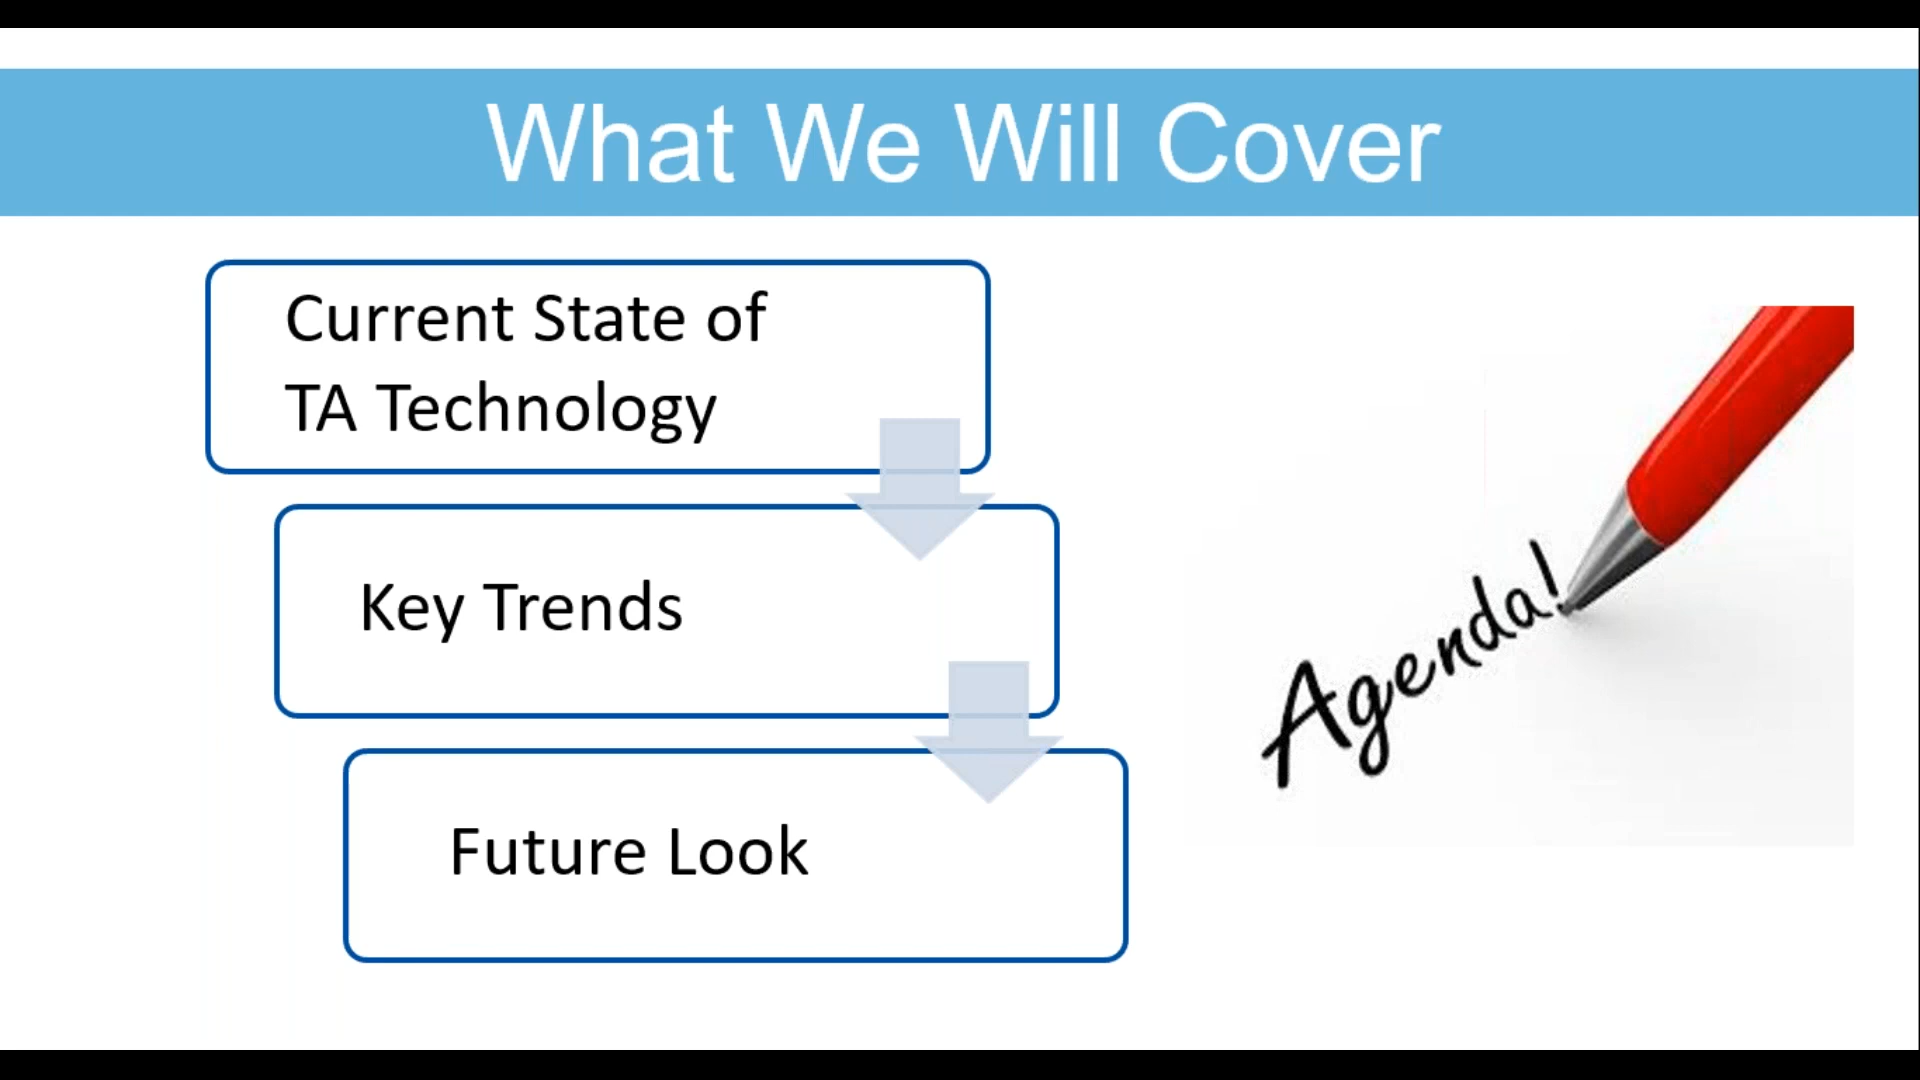 What We Will Cover
Current State of
TA Technology
Key Trends
Future Look
Agenda!